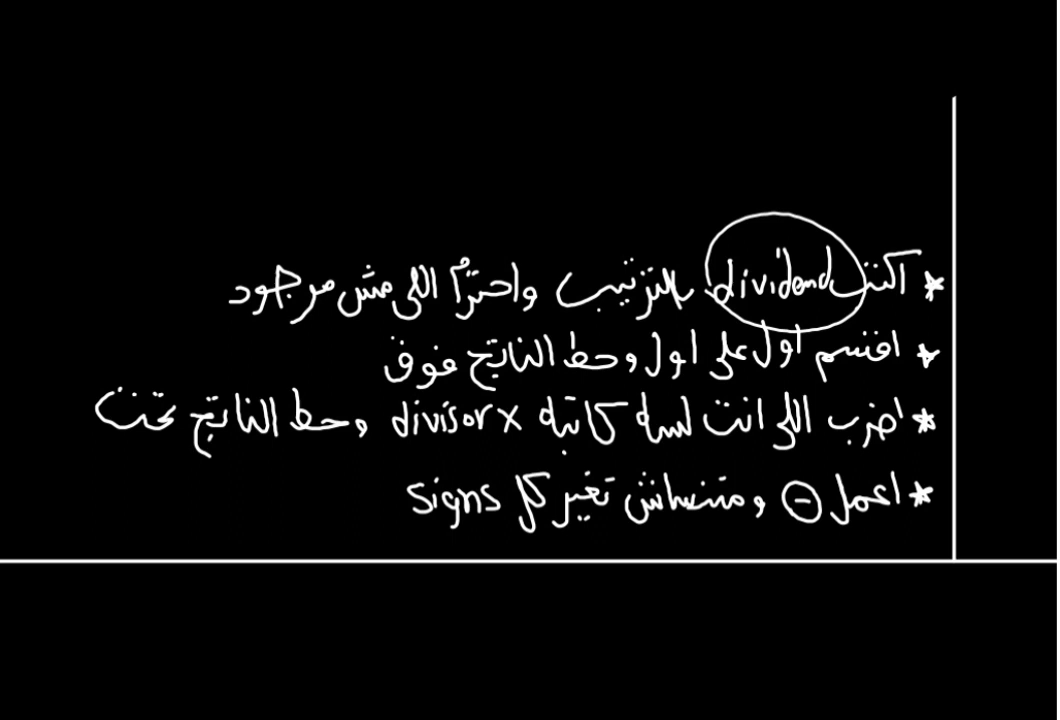 * اكتب dividend بالترتيب واحترم اللي مش موجود
* اقسم اول على اول وحط الناتج فوق
* اضرب اللي انت لسه كاتبه × divisor وحط الناتج تحت
* اعمل ⊖ ومتنساش تغير كل signs